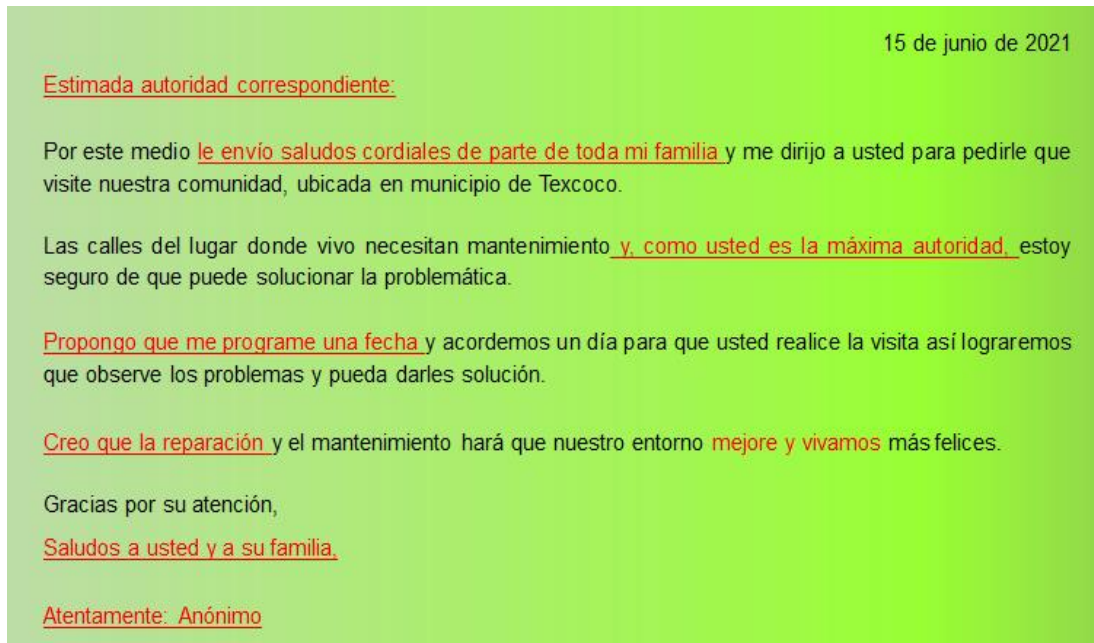 15 de junio de 2021
Estimada autoridad correspondiente:
Por este medio le envío saludos cordiales de parte de toda mi familia y me dirijo a usted para pedirle que
visite nuestra comunidad, ubicada en municipio de Texcoco.
Las calles del lugar donde vivo necesitan mantenimiento y, como usted es la máxima autoridad, estoy
seguro de que puede solucionar la problemática.
Propongo que me programe una fecha y acordemos un día para que usted realice la visita así lograremos
que observe los problemas y pueda darles solución.
Creo que la reparación y el mantenimiento hará que nuestro entorno mejore y vivamos más felices.
Gracias por su atención,
Saludos a usted y a su familia,
Atentamente: Anónimo